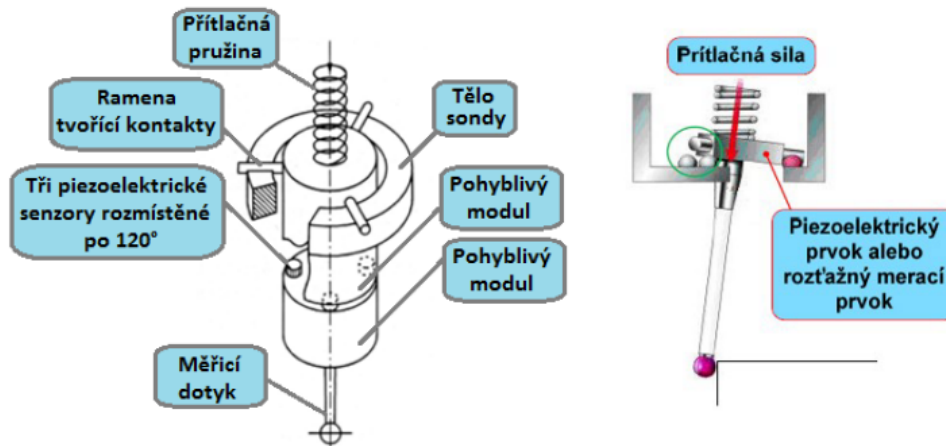 Přítlačná
pružina
Ramena
tvořící kontakty
Tělo
sondy
Tři piezoelektrické
senzory rozmístěné
po 120°
Pohyblivý
modul
Pohyblivý
modul
Měřicí
dotyk
Prítlačná sila
Piezoelektrický
prvok alebo
rozťažný merací
prvok